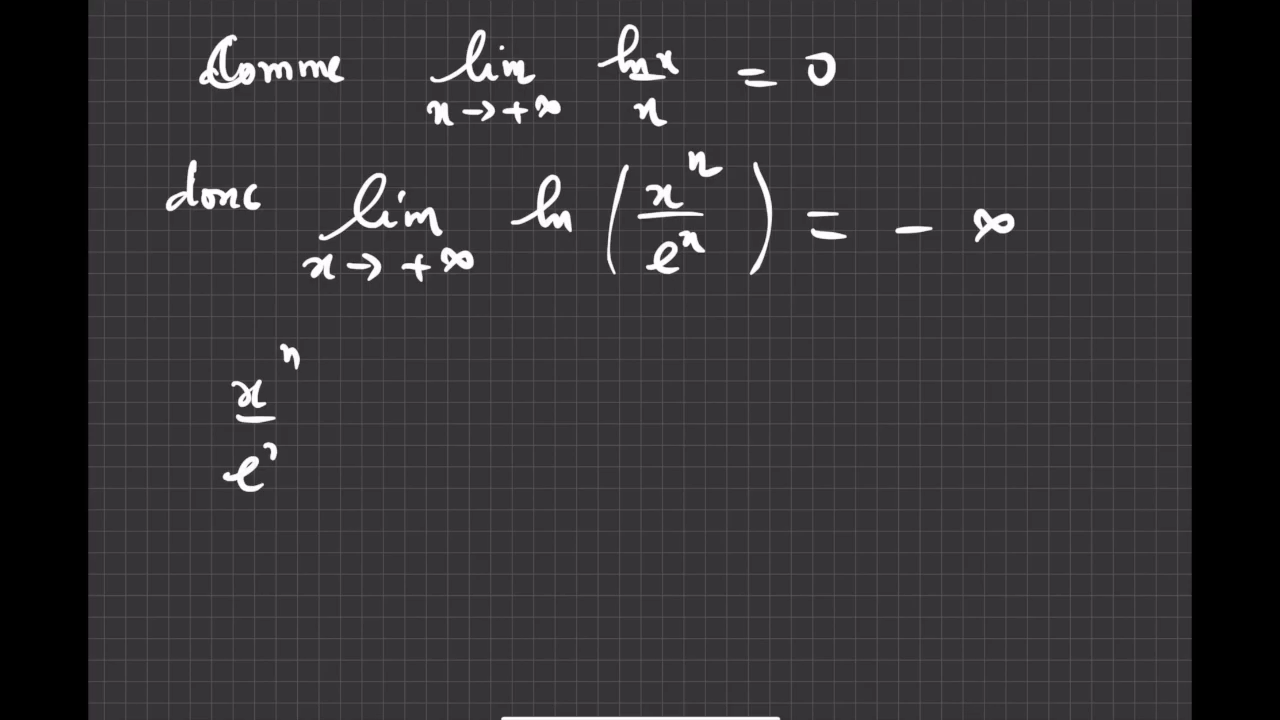 Comme lim ln x = 0
x → +∞ x
donc lim ln ( x^n / e^x ) = - ∞
x → + ∞
x^n
e